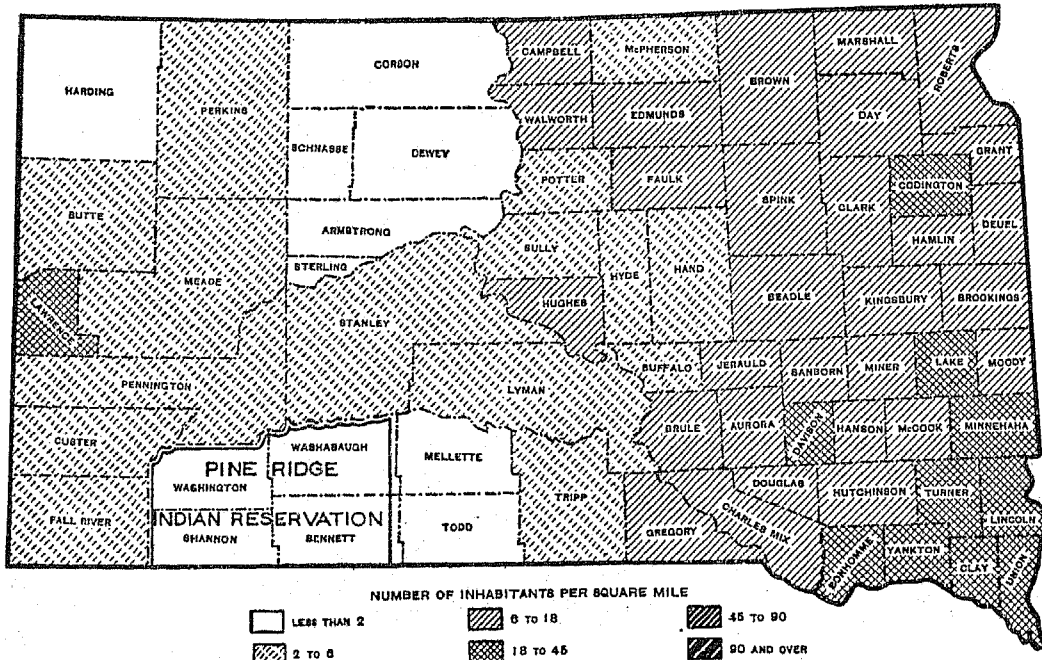 HARDING
PERKINS
CORSON
CAMPBELL
McPHERSON
BROWN
MARSHALL
ROBERTS
WALWORTH
EDMUNDS
DAY
SCHNASSE
DEWEY
GRANT
POTTER
FAULK
SPINK
CLARK
CODINGTON
BUTTE
ARMSTRONG
SULLY
HYDE
HAND
HAMLIN
DEUEL
STERLING
MEADE
HUGHES
BEADLE
KINGSBURY
BROOKINGS
STANLEY
BUFFALO
JERAULD
SANBORN
MINER
LAKE
MOODY
PENNINGTON
LYMAN
CUSTER
BRULE
AURORA
DAVISON
HANSON
McCOOK
MINNEHAHA
WASHABAUGH
MELLETTE
PINE RIDGE
WASHINGTON
DOUGLAS
HUTCHINSON
TURNER
LINCOLN
TRIPP
FALL RIVER
INDIAN RESERVATION
SHANNON
BENNETT
TODD
GREGORY
CHARLES MIX
BONHOMME
YANKTON
CLAY
UNION
NUMBER OF INHABITANTS PER SQUARE MILE
LESS THAN 2
6 TO 18
45 TO 90
2 TO 6
18 TO 45
90 AND OVER